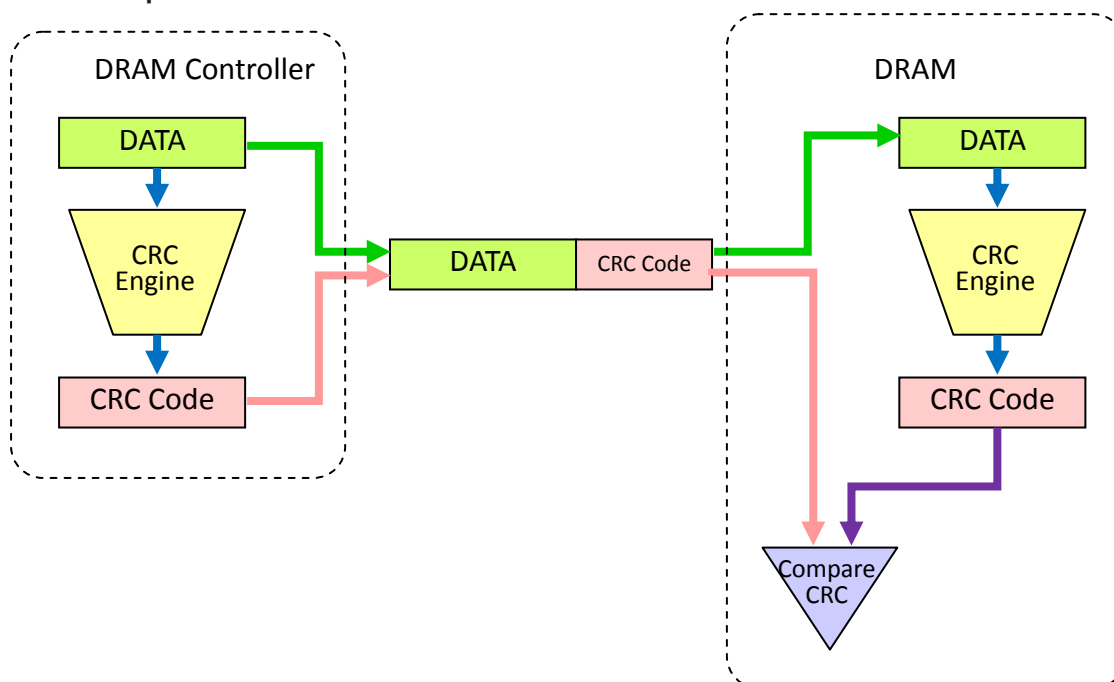 DRAM Controller
DATA
CRC
Engine
CRC Code
DATA
CRC Code
DRAM
DATA
CRC
Engine
CRC Code
Compare
CRC